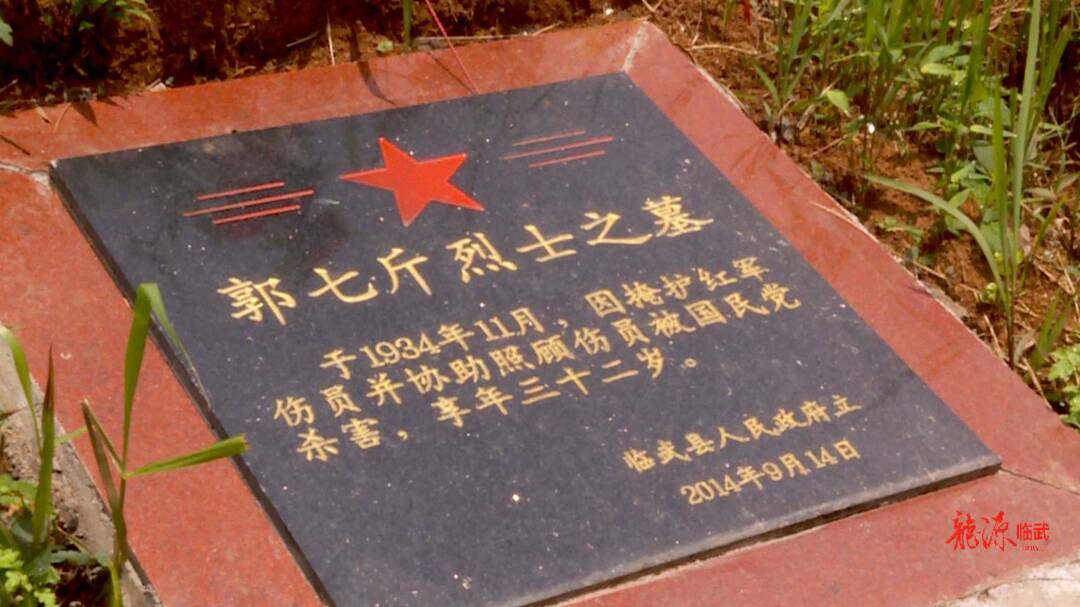 郭七斤烈士之墓
于1934年11月，因掩护红军
伤员并协助照顾伤员被国民党
杀害，享年三十二岁。
临武县人民政府立
2014年9月14日
龍源临武